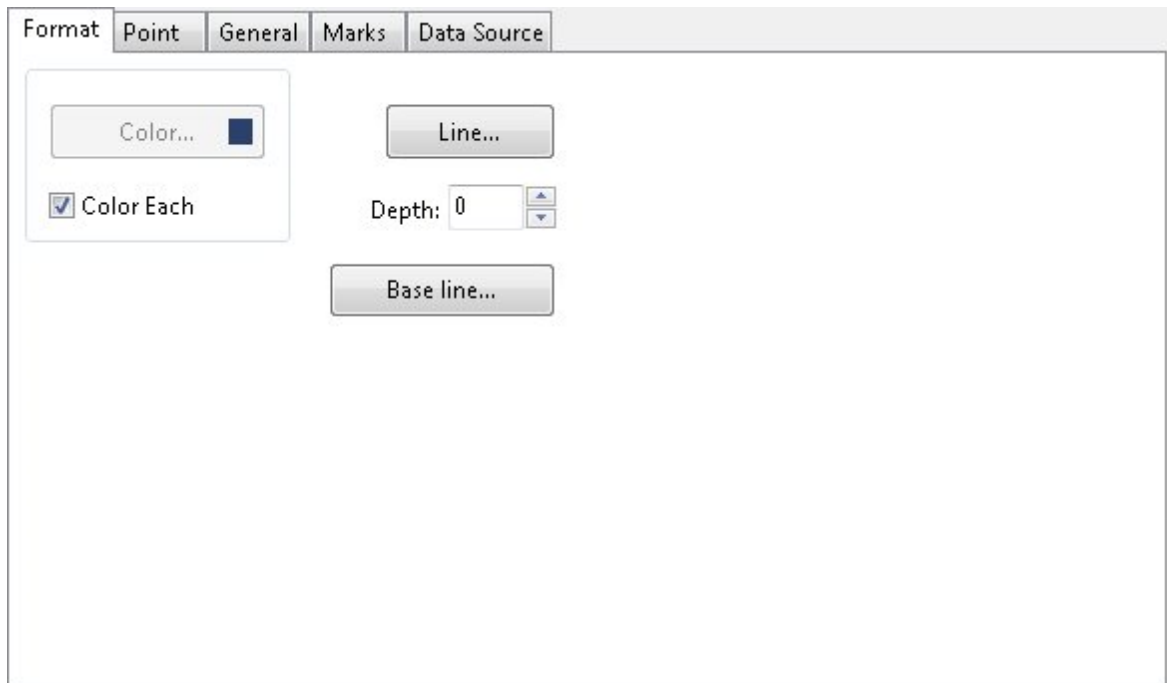 Format Point General Marks Data Source
Color... Line...
Color Each Depth: 0
Base line...